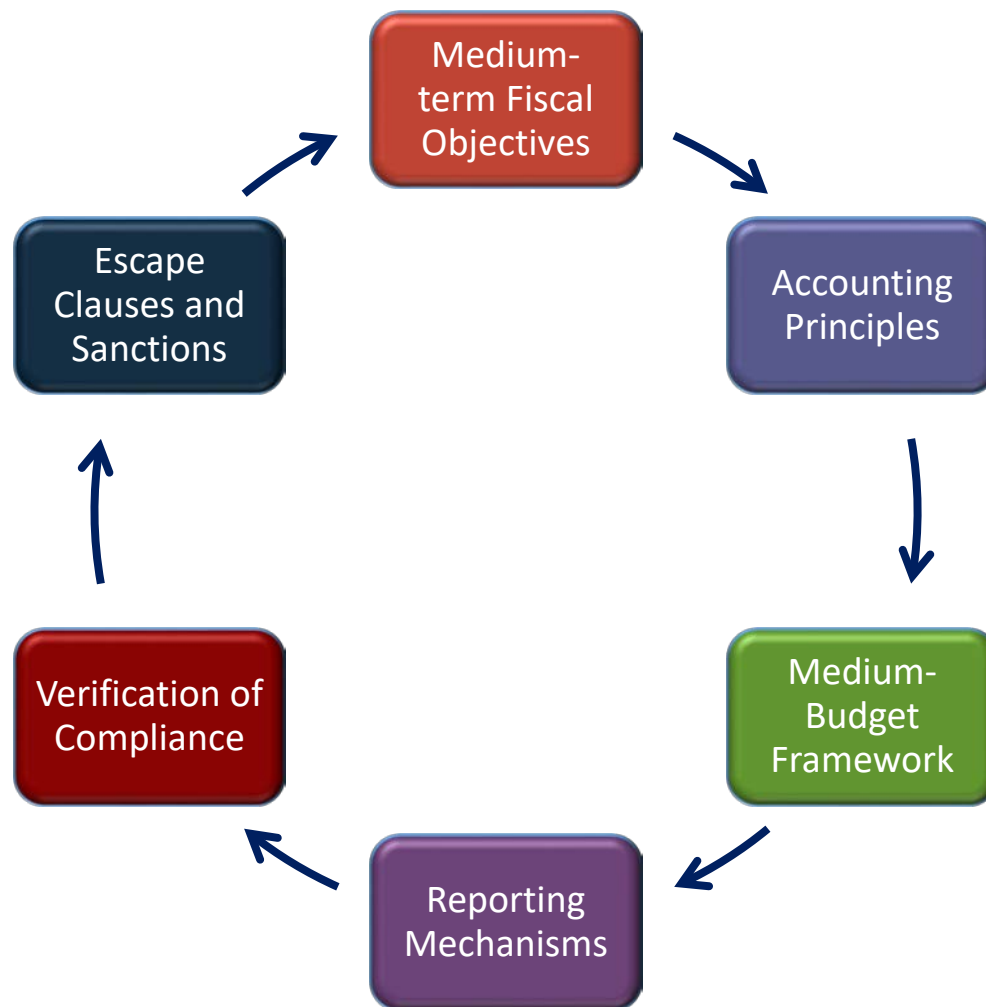 Medium-
term Fiscal
Objectives
Accounting
Principles
Medium-
Budget
Framework
Reporting
Mechanisms
Verification of
Compliance
Escape
Clauses and
Sanctions